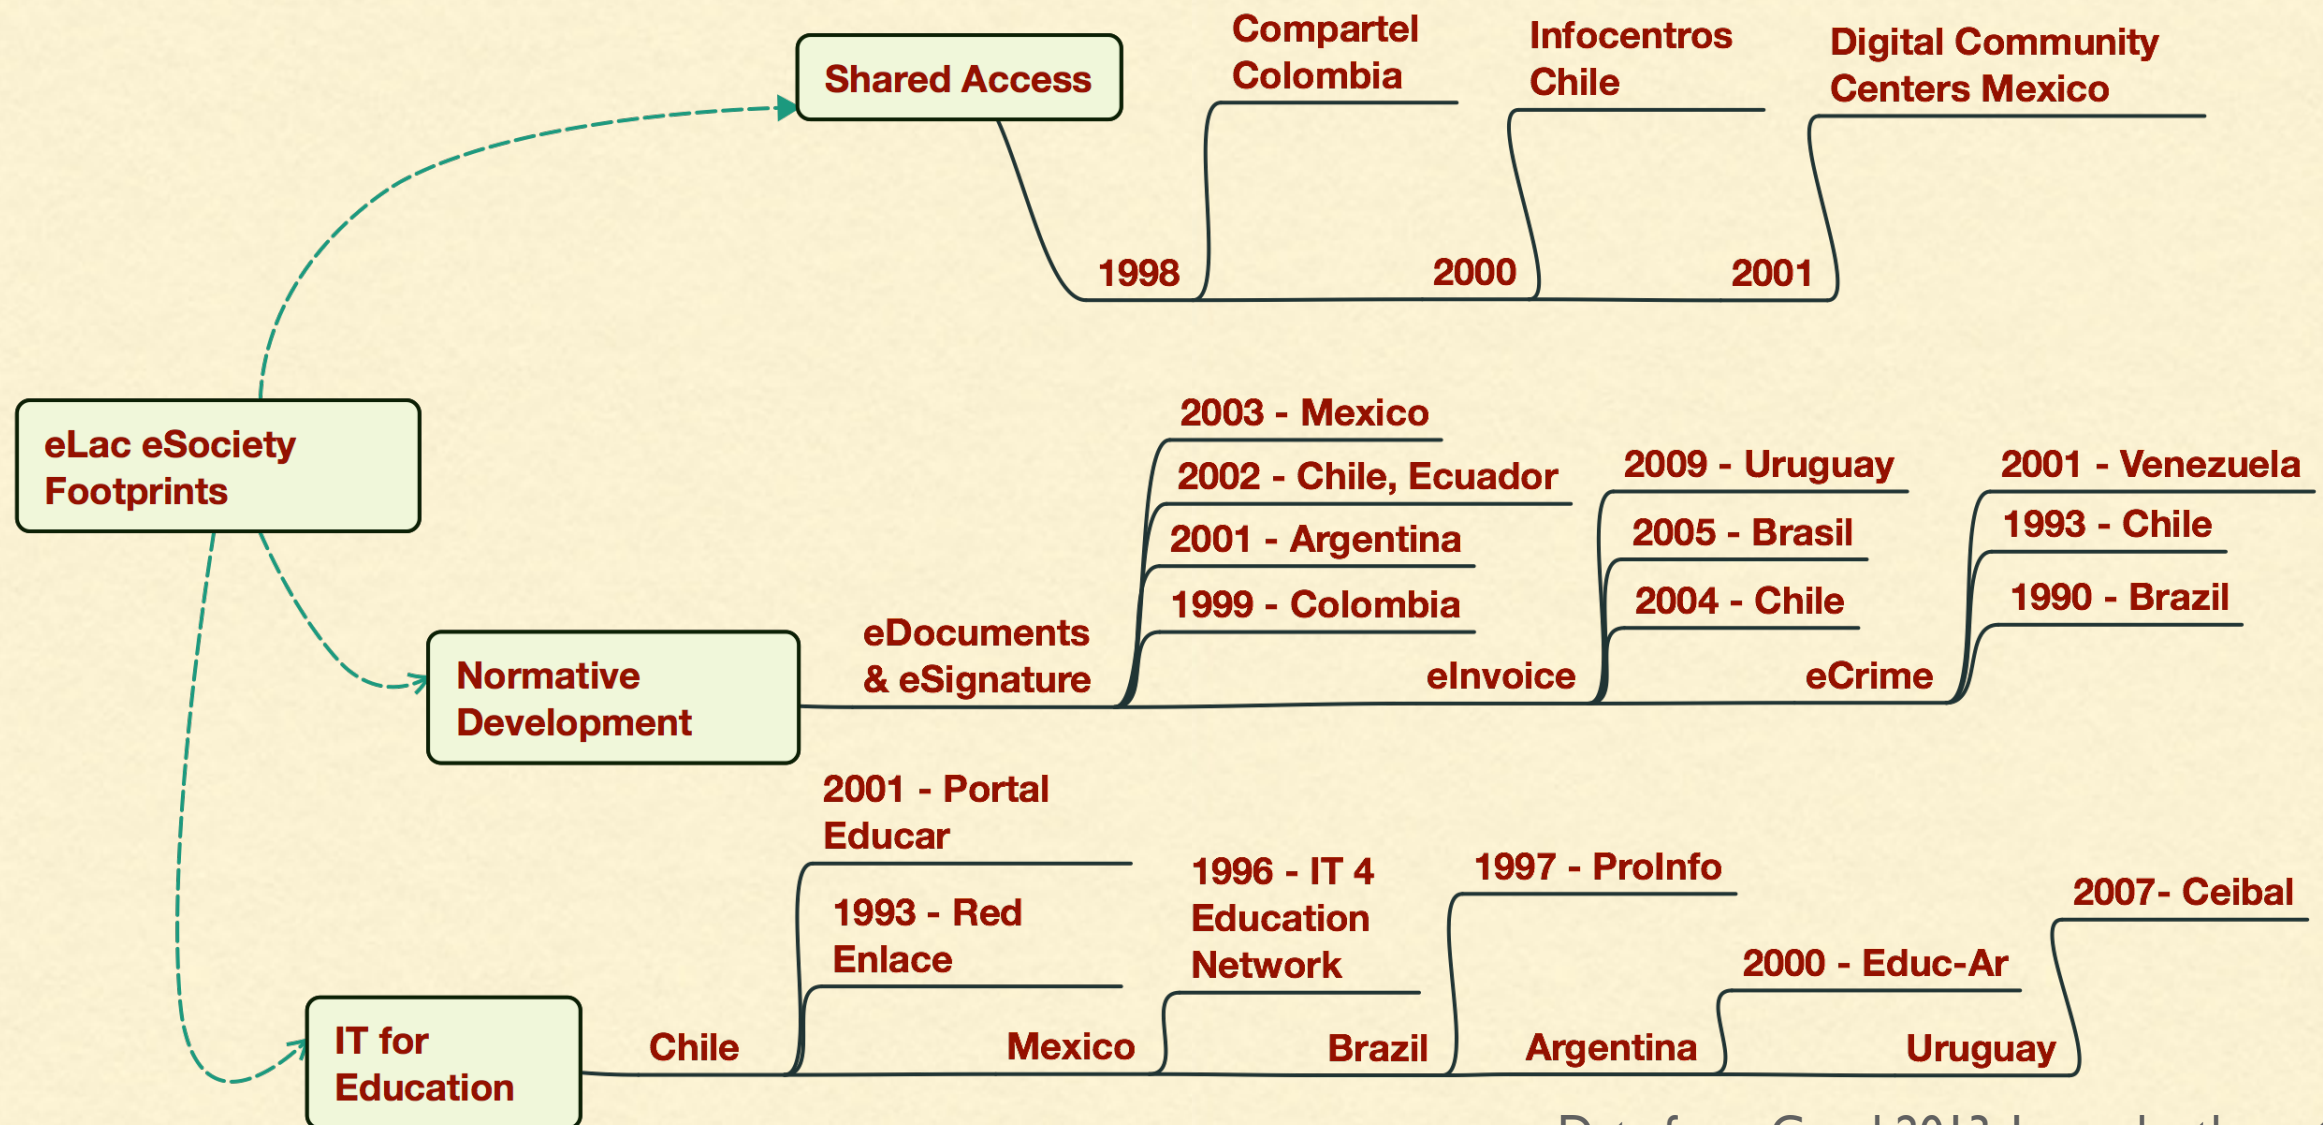 Shared Access
Compartel
Colombia
Infocentros
Chile
Digital Community
Centers Mexico
1998
2000
2001
eLac eSociety
Footprints
Normative
Development
eDocuments
& eSignature
2003 - Mexico
2002 - Chile, Ecuador
2001 - Argentina
1999 - Colombia
eInvoice
2009 - Uruguay
2005 - Brasil
2004 - Chile
eCrime
2001 - Venezuela
1993 - Chile
1990 - Brazil
IT for
Education
Chile
2001 - Portal
Educar
1993 - Red
Enlace
Mexico
1996 - IT 4
Education
Network
Brazil
1997 - ProInfo
Argentina
2000 - Educ-Ar
Uruguay
2007- Ceibal